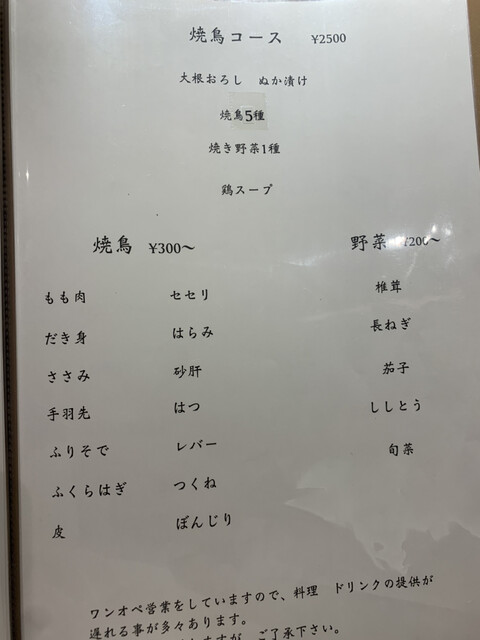 焼鳥コース ¥2500
大根おろし ぬか漬け
焼鳥5種
焼き野菜1種
鶏スープ
焼鳥 ¥300〜
もも肉
だき身
ささみ
手羽先
ふりそで
ふくらはぎ
皮
セセリ
はらみ
砂肝
はつ
レバー
つくね
ぼんじり
野菜 ¥200〜
椎茸
長ねぎ
茄子
ししとう
旬菜
ワンオペ営業をしていますので、料理 ドリンクの提供が
遅れる事が多々あります。
ますが、ご了承下さい。